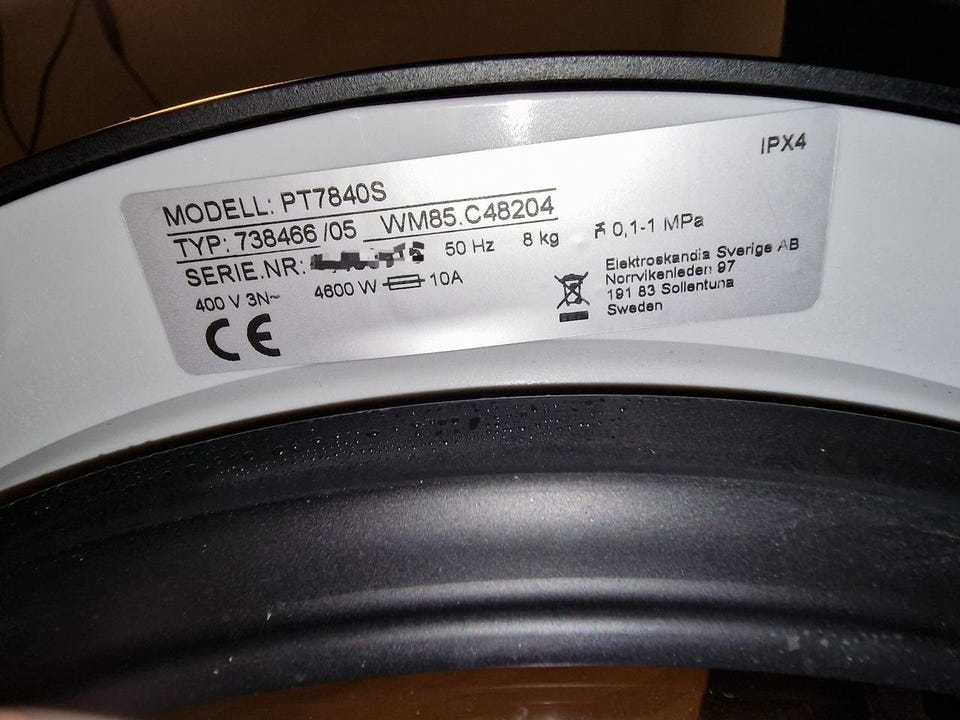 IPX4
MODELL: PT7840S
TYP: 738466 /05 WM85.C48204
SERIE.NR: 50 Hz 8 kg 0,1-1 MPa
400 V 3N~ 4600 W 10A
CE
Elektroskandia Sverige AB
Norrvikenleden 97
191 83 Sollentuna
Sweden